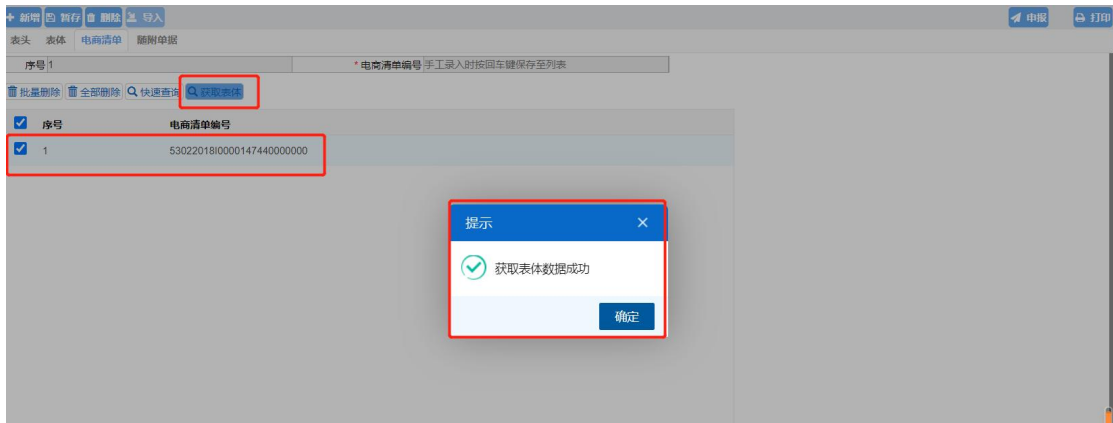 + 新增 暂存 删除 导入 申报 打印
表头 表体 电商清单 随附单据
序号 1 * 电商清单编号 手工录入时按回车键保存至列表
批量删除 全部删除 快速查询 获取表体
序号 电商清单编号
1 53022018I0000147440000000
提示 ×
获取表体数据成功
确定